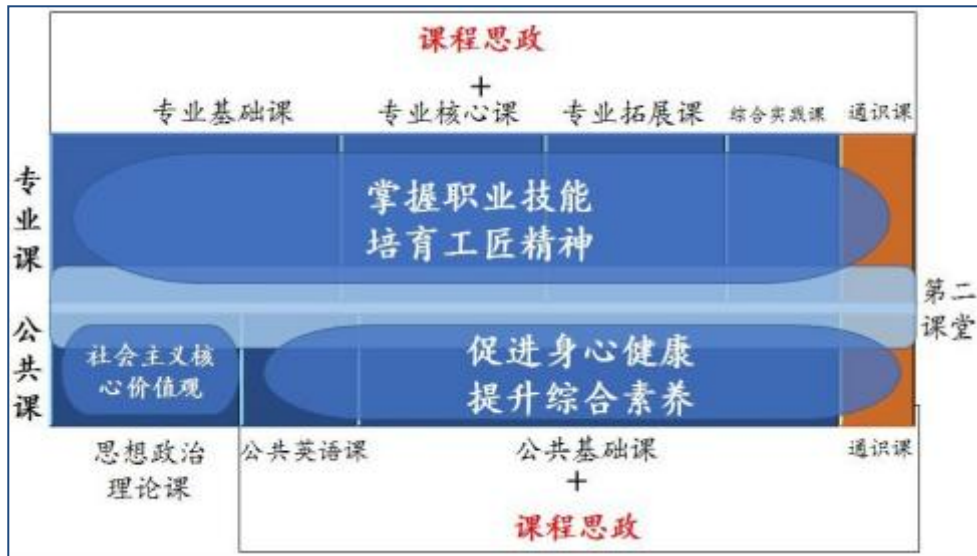 课程思政
+
专业基础课 专业核心课 专业拓展课 综合实践课 通识课
专业课
掌握职业技能
培育工匠精神
第二
课堂
公共课
社会主义核
心价值观
促进身心健康
提升综合素养
思想政治
理论课
公共英语课 公共基础课 通识课
+
课程思政